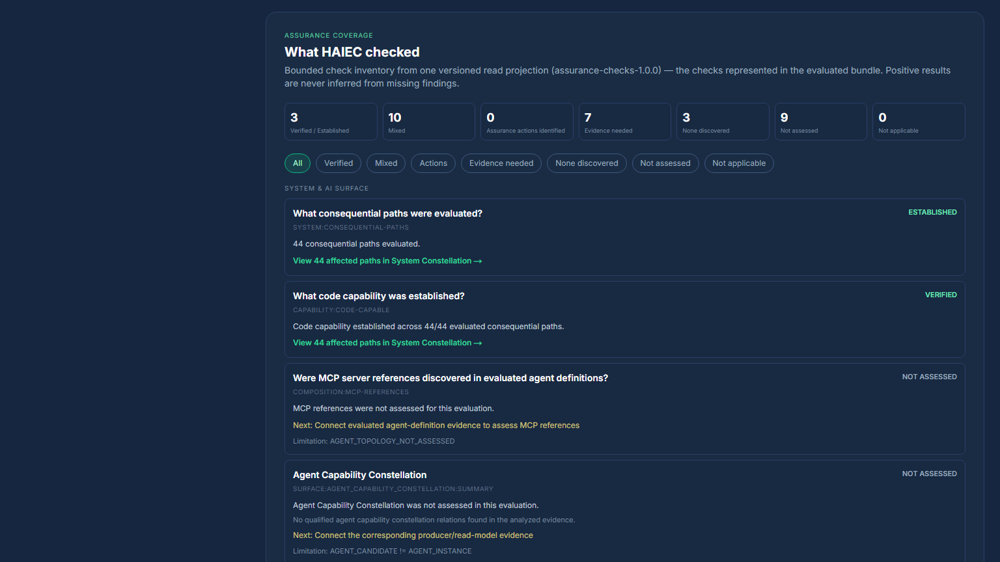 ASSURANCE COVERAGE
What HAIEC checked
Bounded check inventory from one versioned read projection (assurance-checks-1.0.0) — the checks represented in the evaluated bundle. Positive results
are never inferred from missing findings.
3
Verified / Established
10
Mixed
0
Assurance actions identified
7
Evidence needed
3
None discovered
9
Not assessed
0
Not applicable
All
Verified
Mixed
Actions
Evidence needed
None discovered
Not assessed
Not applicable
SYSTEM & AI SURFACE
What consequential paths were evaluated?
ESTABLISHED
SYSTEM:CONSEQUENTIAL-PATHS
44 consequential paths evaluated.
View 44 affected paths in System Constellation →
What code capability was established?
VERIFIED
CAPABILITY:CODE-CAPABLE
Code capability established across 44/44 evaluated consequential paths.
View 44 affected paths in System Constellation →
Were MCP server references discovered in evaluated agent definitions?
NOT ASSESSED
COMPOSITION:MCP-REFERENCES
MCP references were not assessed for this evaluation.
Next: Connect evaluated agent-definition evidence to assess MCP references
Limitation: AGENT_TOPOLOGY_NOT_ASSESSED
Agent Capability Constellation
NOT ASSESSED
SURFACE:AGENT_CAPABILITY_CONSTELLATION:SUMMARY
Agent Capability Constellation was not assessed in this evaluation.
No qualified agent capability constellation relations found in the analyzed evidence.
Next: Connect the corresponding producer/read-model evidence
Limitation: AGENT_CANDIDATE != AGENT_INSTANCE